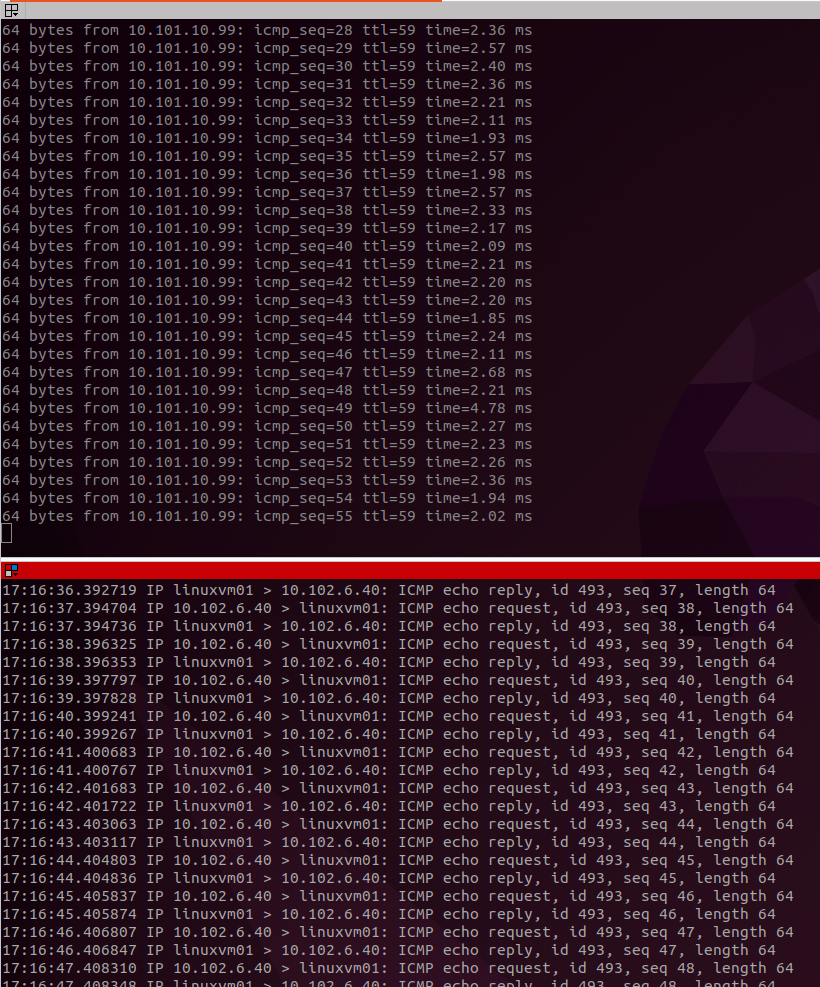 64 bytes from 10.101.10.99: icmp_seq=28 ttl=59 time=2.36 ms
64 bytes from 10.101.10.99: icmp_seq=29 ttl=59 time=2.57 ms
64 bytes from 10.101.10.99: icmp_seq=30 ttl=59 time=2.40 ms
64 bytes from 10.101.10.99: icmp_seq=31 ttl=59 time=2.36 ms
64 bytes from 10.101.10.99: icmp_seq=32 ttl=59 time=2.21 ms
64 bytes from 10.101.10.99: icmp_seq=33 ttl=59 time=2.11 ms
64 bytes from 10.101.10.99: icmp_seq=34 ttl=59 time=1.93 ms
64 bytes from 10.101.10.99: icmp_seq=35 ttl=59 time=2.57 ms
64 bytes from 10.101.10.99: icmp_seq=36 ttl=59 time=1.98 ms
64 bytes from 10.101.10.99: icmp_seq=37 ttl=59 time=2.57 ms
64 bytes from 10.101.10.99: icmp_seq=38 ttl=59 time=2.33 ms
64 bytes from 10.101.10.99: icmp_seq=39 ttl=59 time=2.17 ms
64 bytes from 10.101.10.99: icmp_seq=40 ttl=59 time=2.09 ms
64 bytes from 10.101.10.99: icmp_seq=41 ttl=59 time=2.21 ms
64 bytes from 10.101.10.99: icmp_seq=42 ttl=59 time=2.20 ms
64 bytes from 10.101.10.99: icmp_seq=43 ttl=59 time=2.20 ms
64 bytes from 10.101.10.99: icmp_seq=44 ttl=59 time=1.85 ms
64 bytes from 10.101.10.99: icmp_seq=45 ttl=59 time=2.24 ms
64 bytes from 10.101.10.99: icmp_seq=46 ttl=59 time=2.11 ms
64 bytes from 10.101.10.99: icmp_seq=47 ttl=59 time=2.68 ms
64 bytes from 10.101.10.99: icmp_seq=48 ttl=59 time=2.21 ms
64 bytes from 10.101.10.99: icmp_seq=49 ttl=59 time=4.78 ms
64 bytes from 10.101.10.99: icmp_seq=50 ttl=59 time=2.27 ms
64 bytes from 10.101.10.99: icmp_seq=51 ttl=59 time=2.23 ms
64 bytes from 10.101.10.99: icmp_seq=52 ttl=59 time=2.26 ms
64 bytes from 10.101.10.99: icmp_seq=53 ttl=59 time=2.36 ms
64 bytes from 10.101.10.99: icmp_seq=54 ttl=59 time=1.94 ms
64 bytes from 10.101.10.99: icmp_seq=55 ttl=59 time=2.02 ms
17:16:36.392719 IP linuxvm01 > 10.102.6.40: ICMP echo reply, id 493, seq 37, length 64
17:16:37.394704 IP 10.102.6.40 > linuxvm01: ICMP echo request, id 493, seq 38, length 64
17:16:37.394736 IP linuxvm01 > 10.102.6.40: ICMP echo reply, id 493, seq 38, length 64
17:16:38.396325 IP 10.102.6.40 > linuxvm01: ICMP echo request, id 493, seq 39, length 64
17:16:38.396353 IP linuxvm01 > 10.102.6.40: ICMP echo reply, id 493, seq 39, length 64
17:16:39.397797 IP 10.102.6.40 > linuxvm01: ICMP echo request, id 493, seq 40, length 64
17:16:39.397828 IP linuxvm01 > 10.102.6.40: ICMP echo reply, id 493, seq 40, length 64
17:16:40.399241 IP 10.102.6.40 > linuxvm01: ICMP echo request, id 493, seq 41, length 64
17:16:40.399267 IP linuxvm01 > 10.102.6.40: ICMP echo reply, id 493, seq 41, length 64
17:16:41.400683 IP 10.102.6.40 > linuxvm01: ICMP echo request, id 493, seq 42, length 64
17:16:41.400767 IP linuxvm01 > 10.102.6.40: ICMP echo reply, id 493, seq 42, length 64
17:16:42.401683 IP 10.102.6.40 > linuxvm01: ICMP echo request, id 493, seq 43, length 64
17:16:42.401722 IP linuxvm01 > 10.102.6.40: ICMP echo reply, id 493, seq 43, length 64
17:16:43.403063 IP 10.102.6.40 > linuxvm01: ICMP echo request, id 493, seq 44, length 64
17:16:43.403117 IP linuxvm01 > 10.102.6.40: ICMP echo reply, id 493, seq 44, length 64
17:16:44.404803 IP 10.102.6.40 > linuxvm01: ICMP echo request, id 493, seq 45, length 64
17:16:44.404836 IP linuxvm01 > 10.102.6.40: ICMP echo reply, id 493, seq 45, length 64
17:16:45.405837 IP 10.102.6.40 > linuxvm01: ICMP echo request, id 493, seq 46, length 64
17:16:45.405874 IP linuxvm01 > 10.102.6.40: ICMP echo reply, id 493, seq 46, length 64
17:16:46.406807 IP 10.102.6.40 > linuxvm01: ICMP echo request, id 493, seq 47, length 64
17:16:46.406847 IP linuxvm01 > 10.102.6.40: ICMP echo reply, id 493, seq 47, length 64
17:16:47.408310 IP 10.102.6.40 > linuxvm01: ICMP echo request, id 493, seq 48, length 64
17:16:47.408348 IP linuxvm01 > 10.102.6.40: ICMP echo reply, id 493, seq 48, length 64